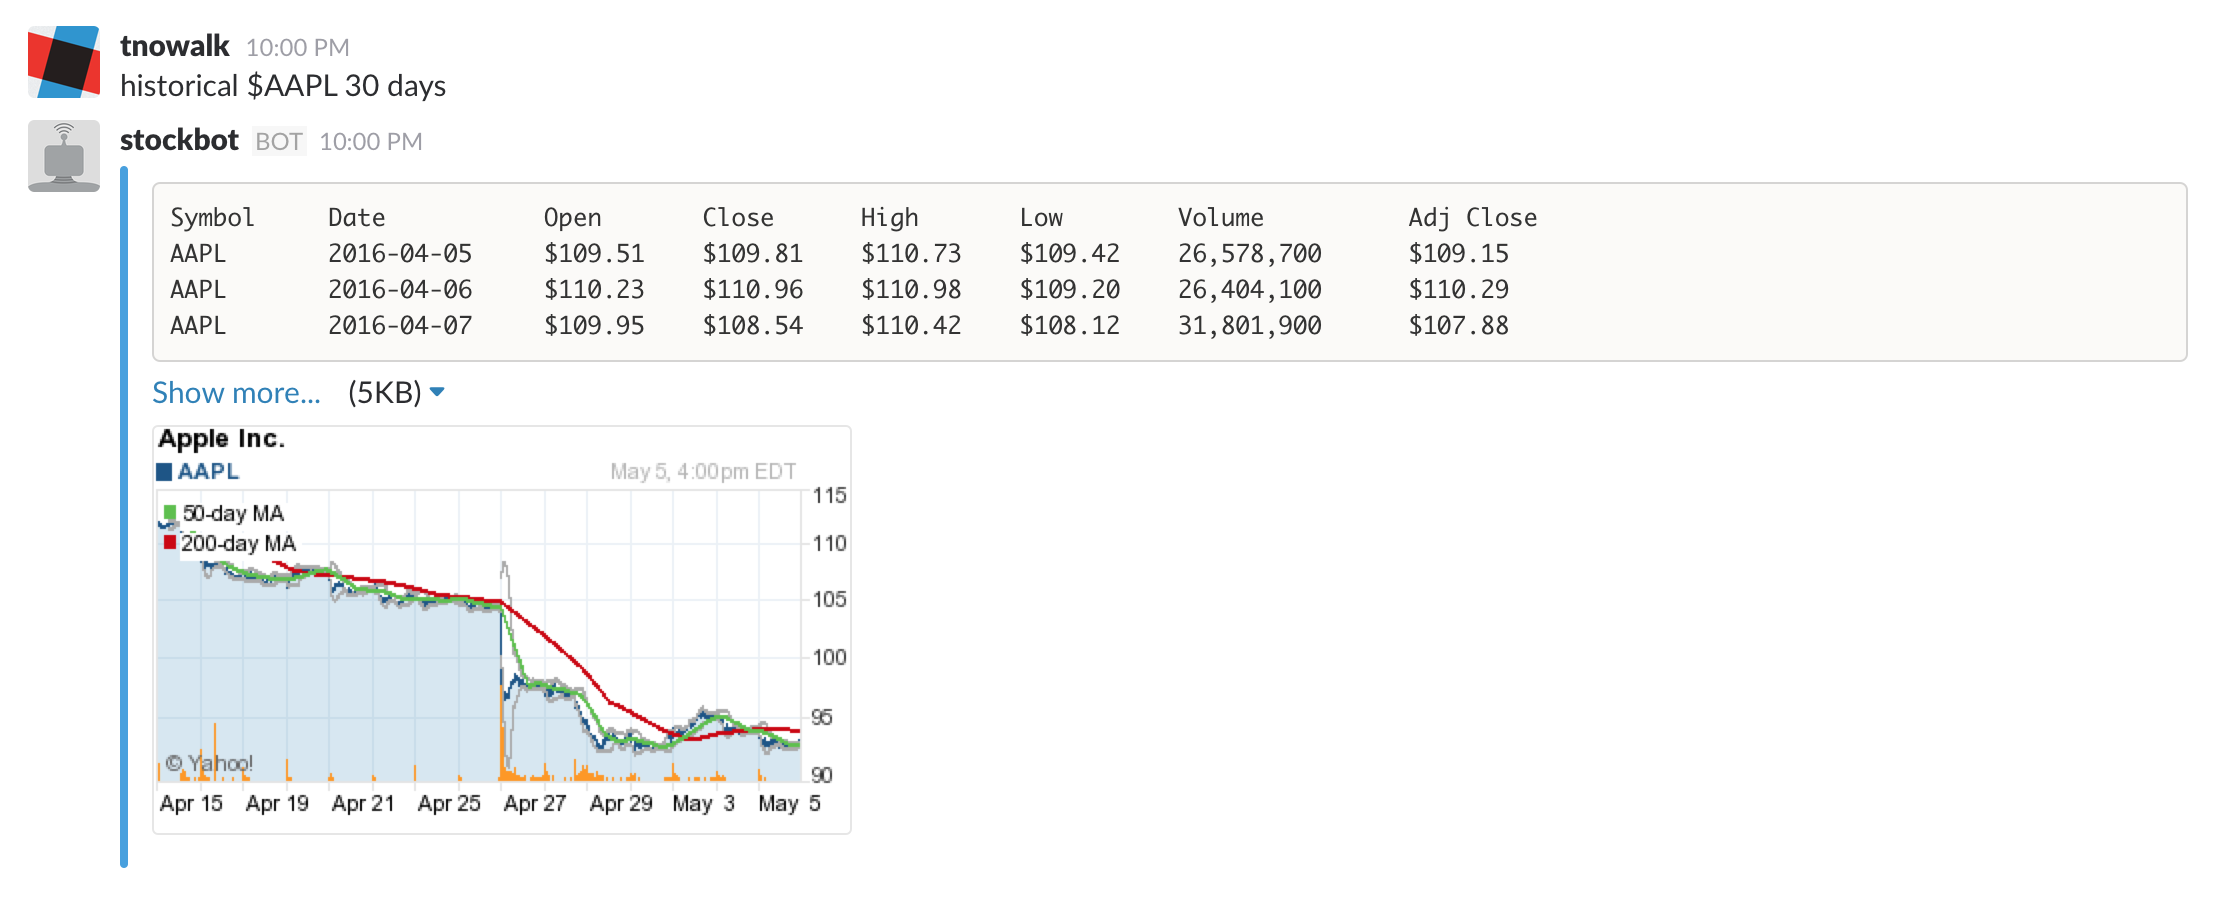 tnowalk 10:00 PM
historical $AAPL 30 days
stockbot BOT 10:00 PM
Symbol Date Open Close High Low Volume Adj Close
AAPL 2016-04-05 $109.51 $109.81 $110.73 $109.42 26,578,700 $109.15
AAPL 2016-04-06 $110.23 $110.96 $110.98 $109.20 26,404,100 $110.29
AAPL 2016-04-07 $109.95 $108.54 $110.42 $108.12 31,801,900 $107.88
Show more... (5KB)
Apple Inc.
AAPL May 5, 4:00pm EDT
50-day MA
200-day MA
115
110
105
100
95
90
© Yahoo!
Apr 15 Apr 19 Apr 21 Apr 25 Apr 27 Apr 29 May 3 May 5